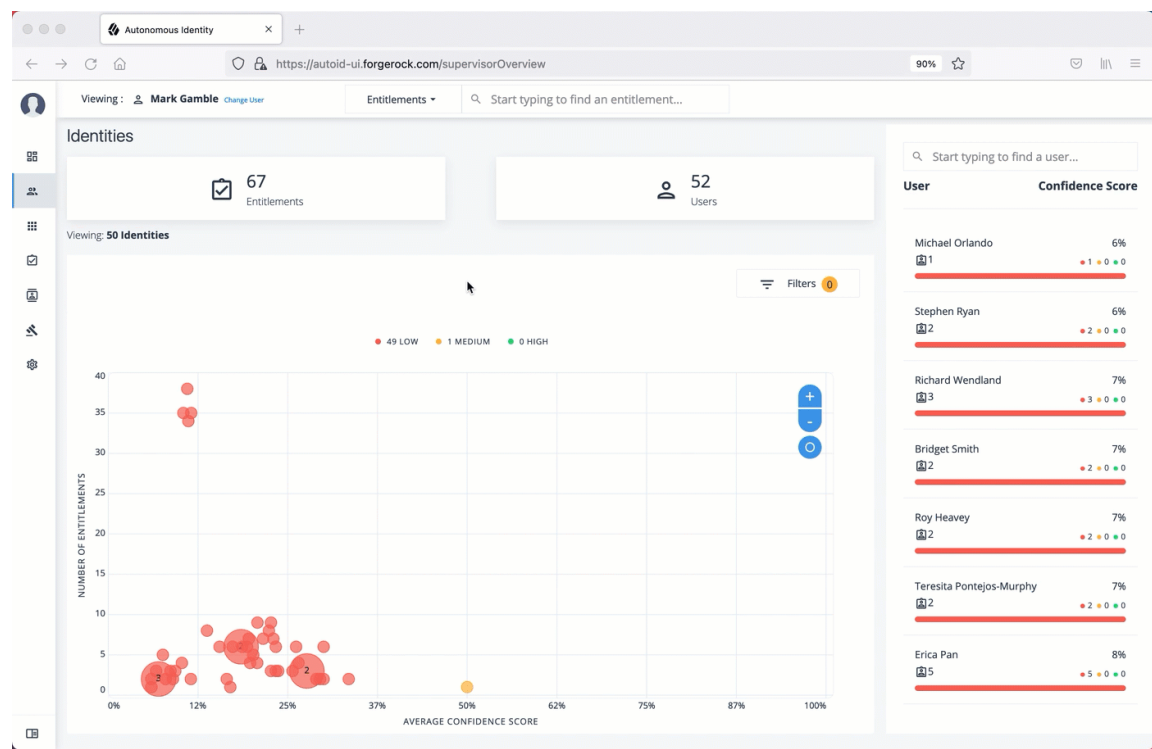 Autonomous Identity
https://autoid-ui.forgerock.com/supervisorOverview
90%
Viewing : Mark Gamble Change User
Entitlements
Start typing to find an entitlement...
Identities
67
Entitlements
52
Users
Viewing: 50 Identities
Filters 0
49 LOW 1 MEDIUM 0 HIGH
40
35
30
25
20
15
10
5
0
NUMBER OF ENTITLEMENTS
+
-
3
2
0% 12% 25% 37% 50% 62% 75% 87% 100%
AVERAGE CONFIDENCE SCORE
Start typing to find a user...
User Confidence Score
Michael Orlando 6%
1 1 0 0
Stephen Ryan 6%
2 2 0 0
Richard Wendland 7%
3 3 0 0
Bridget Smith 7%
2 2 0 0
Roy Heavey 7%
2 2 0 0
Teresita Pontejos-Murphy 7%
2 2 0 0
Erica Pan 8%
5 5 0 0